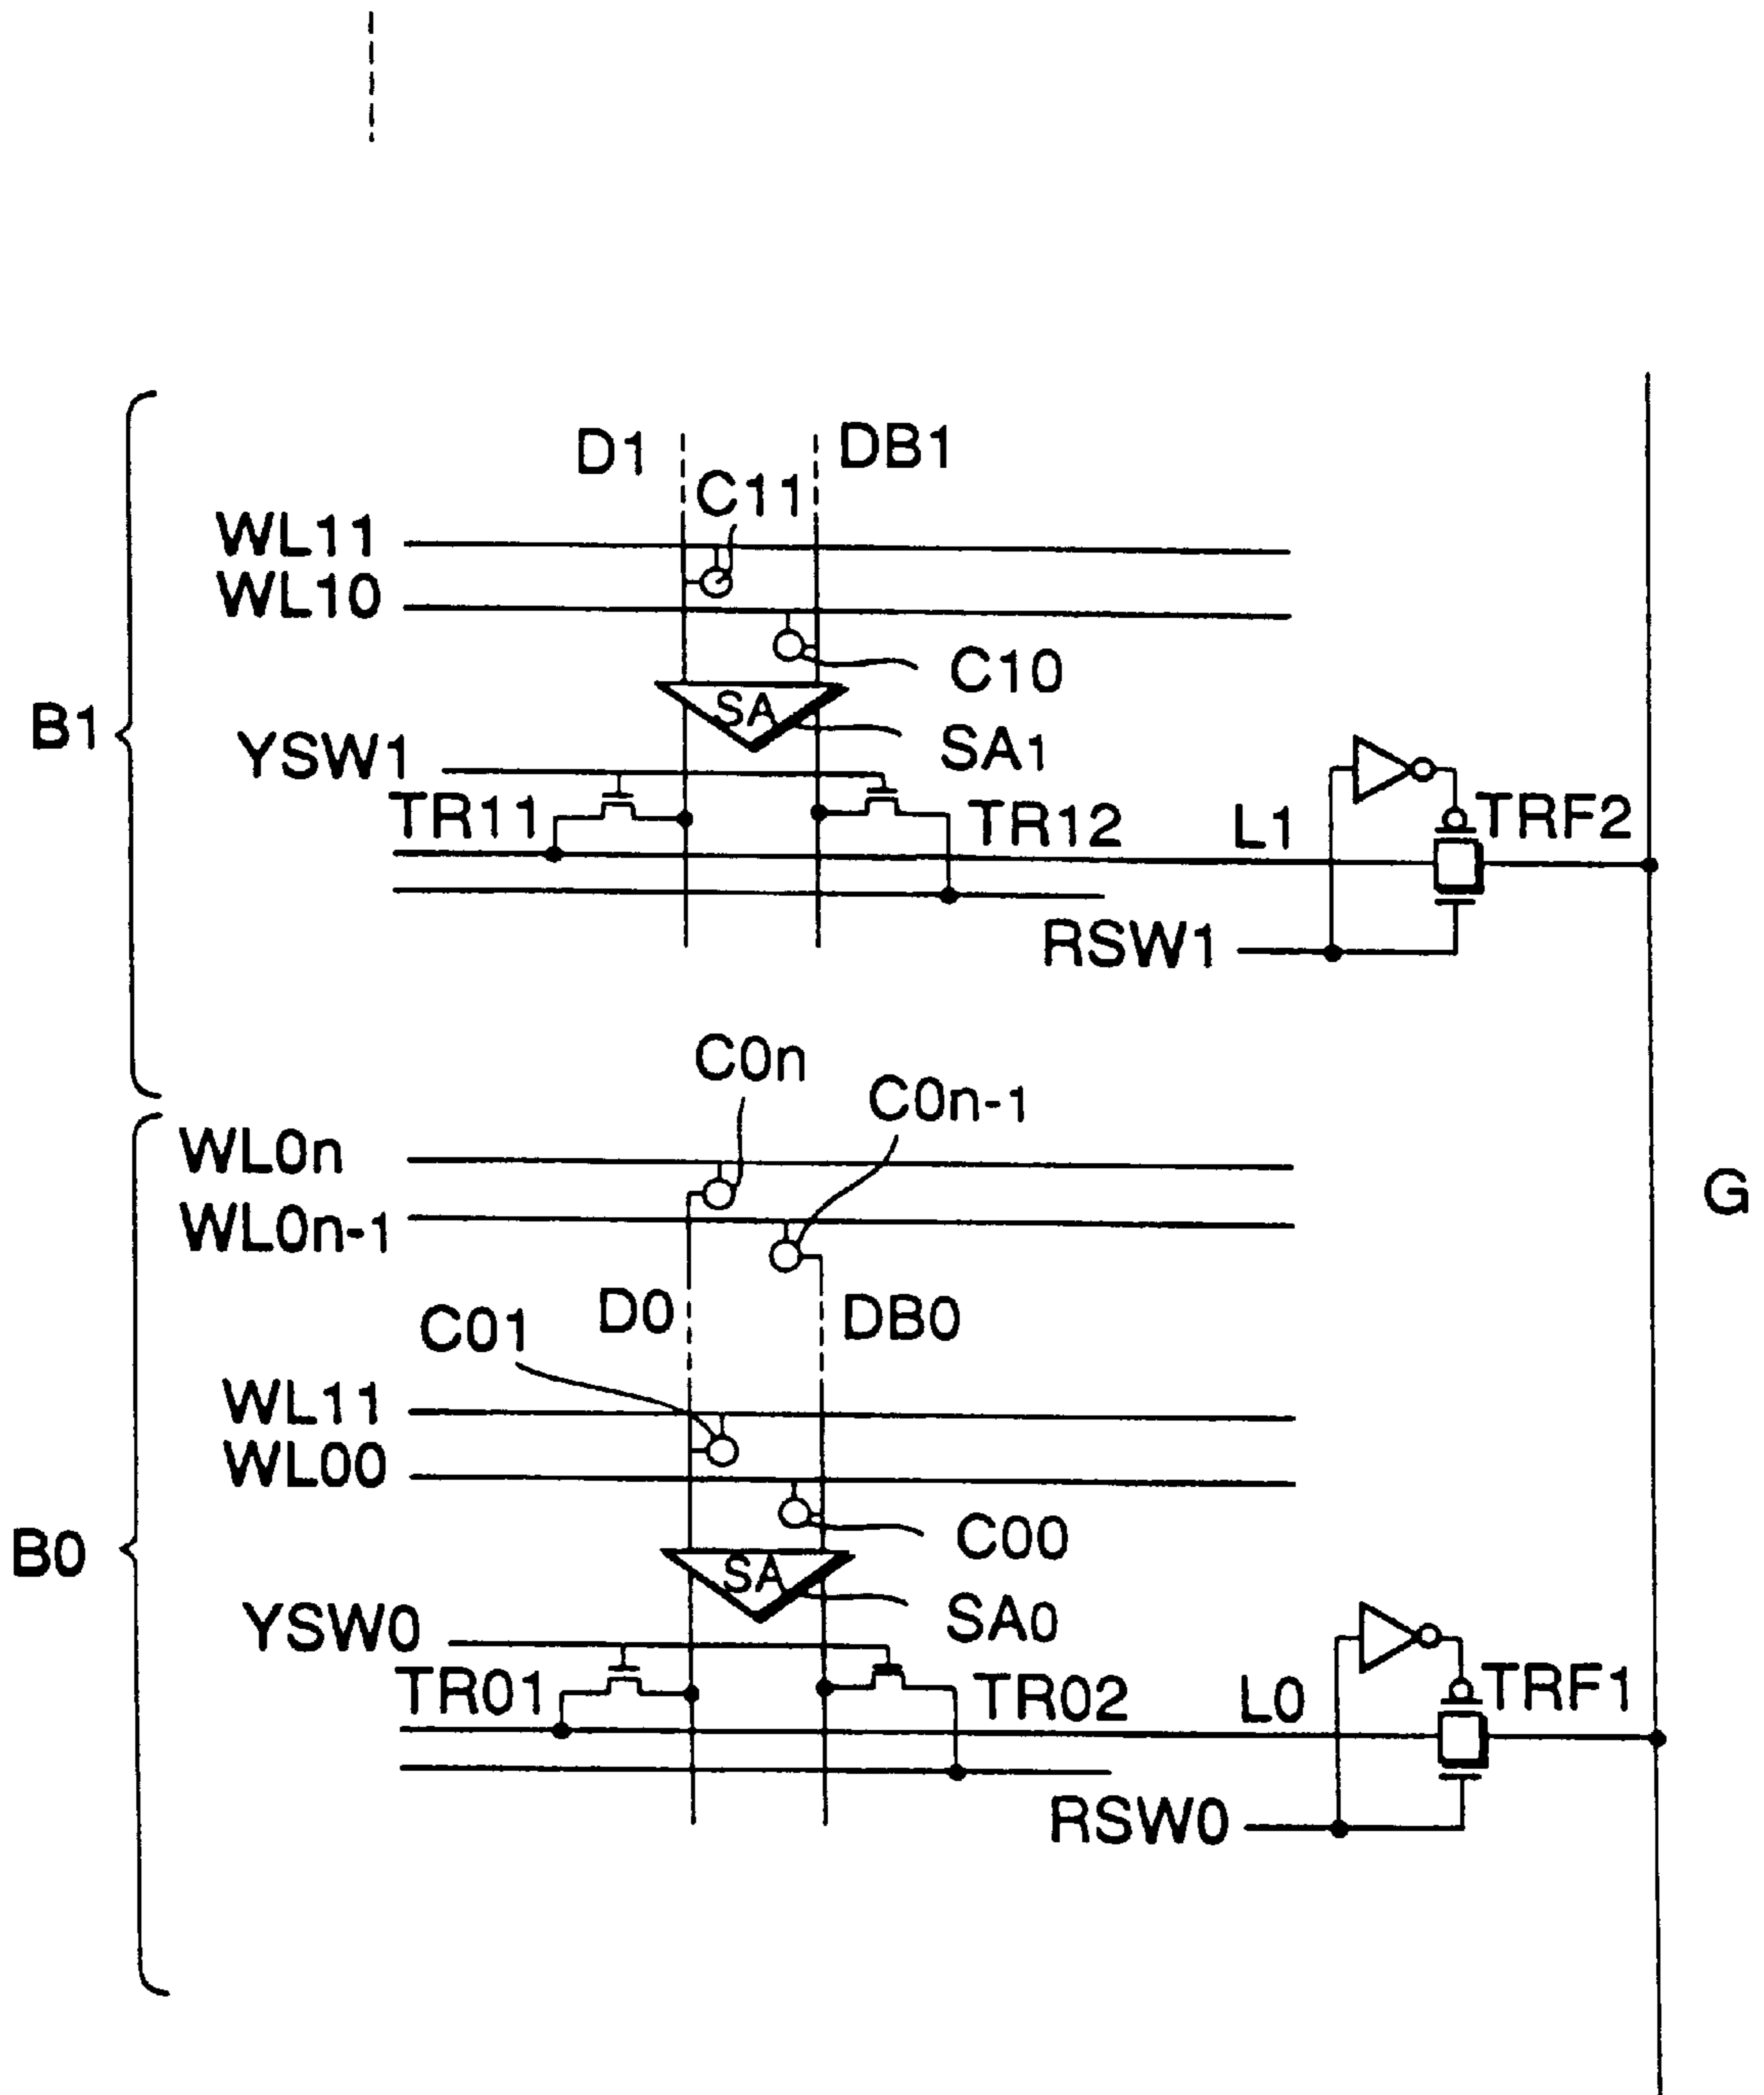 D1
DB1
C11
WL11
WL10
C10
B1
SA
SA1
YSW1
TR11
TR12
L1
TRF2
RSW1
C0n
C0n-1
WL0n
WL0n-1
G
D0
DB0
C01
WL11
WL00
C00
B0
SA
SA0
YSW0
TR01
TR02
L0
TRF1
RSW0